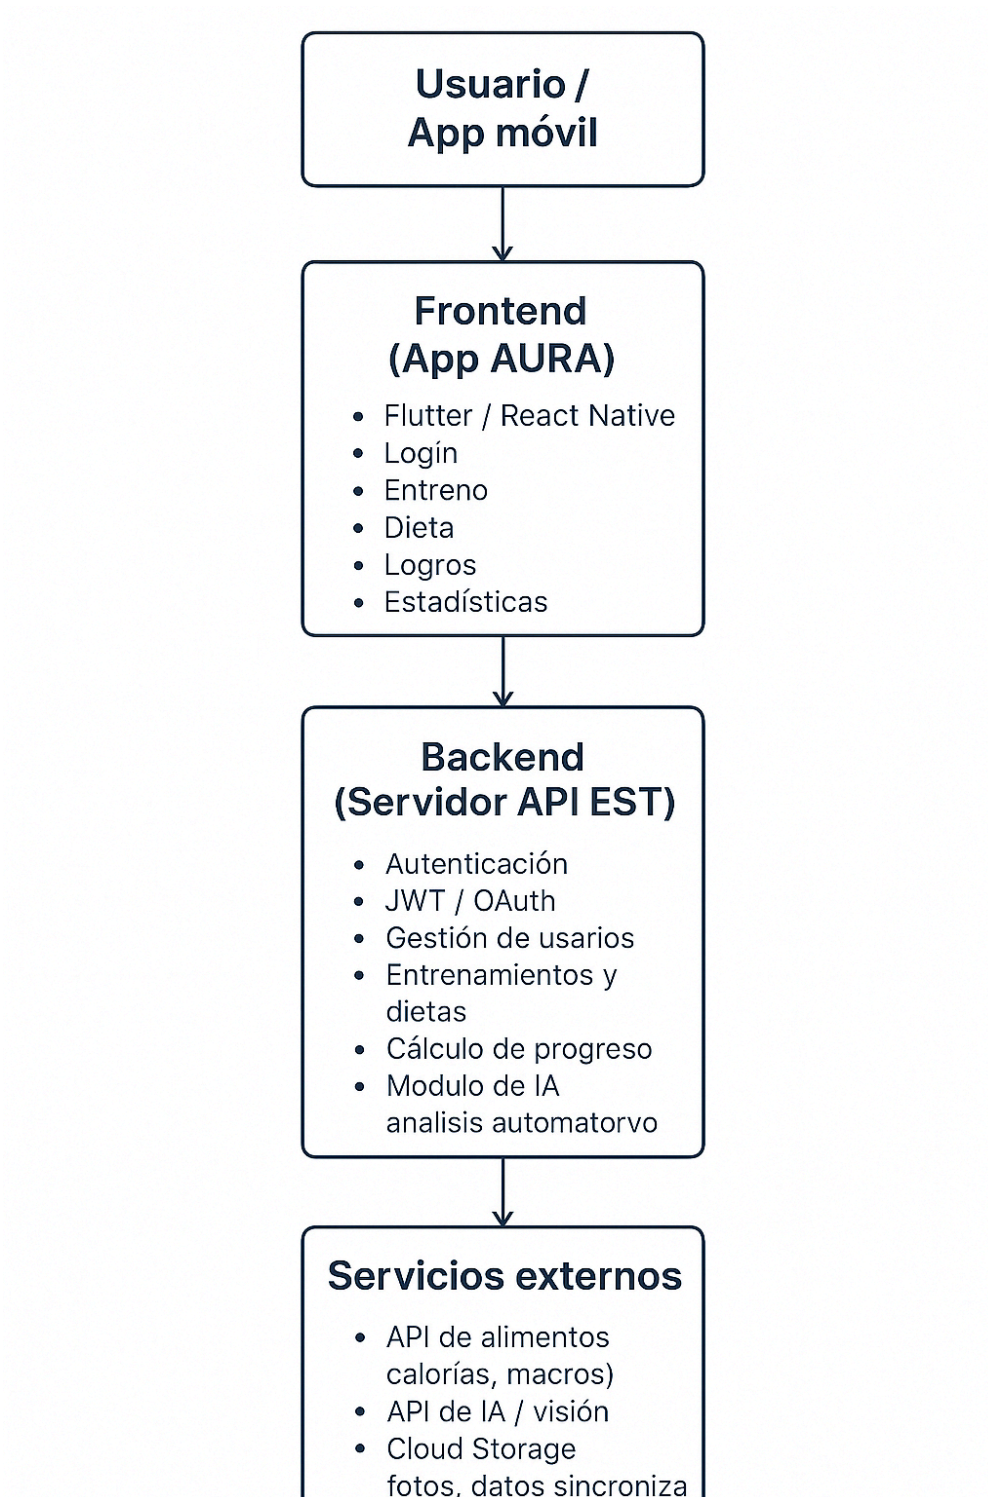 Usuario /
App móvil
Frontend
(App AURA)
• Flutter / React Native
• Logín
• Entreno
• Dieta
• Logros
• Estadísticas
Backend
(Servidor API EST)
• Autenticación
• JWT / OAuth
• Gestión de usarios
• Entrenamientos y
dietas
• Cálculo de progreso
• Modulo de IA
analisis automatorvo
Servicios externos
• API de alimentos
calorías, macros)
• API de IA / visión
• Cloud Storage
fotos, datos sincroniza